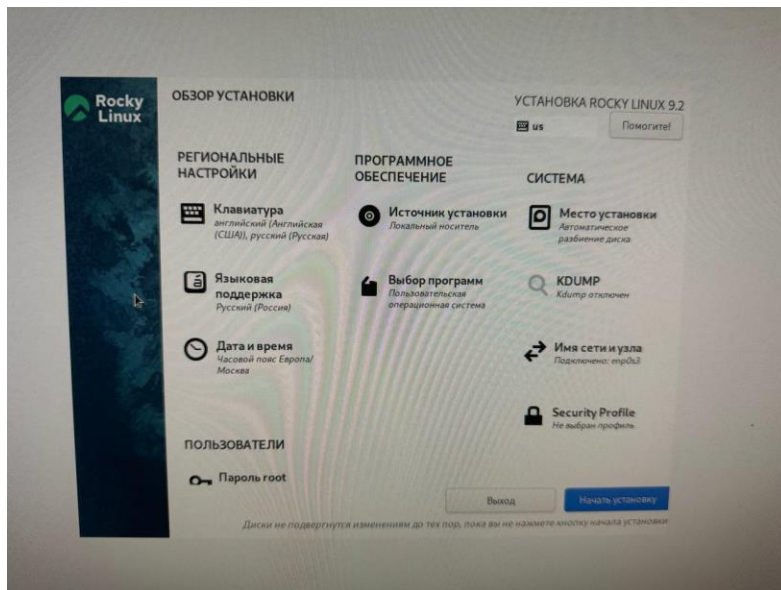 Rocky
Linux
ОБЗОР УСТАНОВКИ
УСТАНОВКА ROCKY LINUX 9.2
us
Помогите!
РЕГИОНАЛЬНЫЕ
НАСТРОЙКИ
Клавиатура
английский (Английская
(США)), русский (Русская)
Языковая
поддержка
Русский (Россия)
Дата и время
Часовой пояс Европа/
Москва
ПРОГРАММНОЕ
ОБЕСПЕЧЕНИЕ
Источник установки
Локальный носитель
Выбор программ
Пользовательская
операционная система
СИСТЕМА
Место установки
Автоматическое
разбиение диска
KDUMP
Kdump отключен
Имя сети и узла
Подключено: enp0s3
Security Profile
Не выбран профиль
ПОЛЬЗОВАТЕЛИ
Пароль root
Выход
Начать установку
Диски не подвергнутся изменениям до тех пор, пока вы не нажмете кнопку начала установки